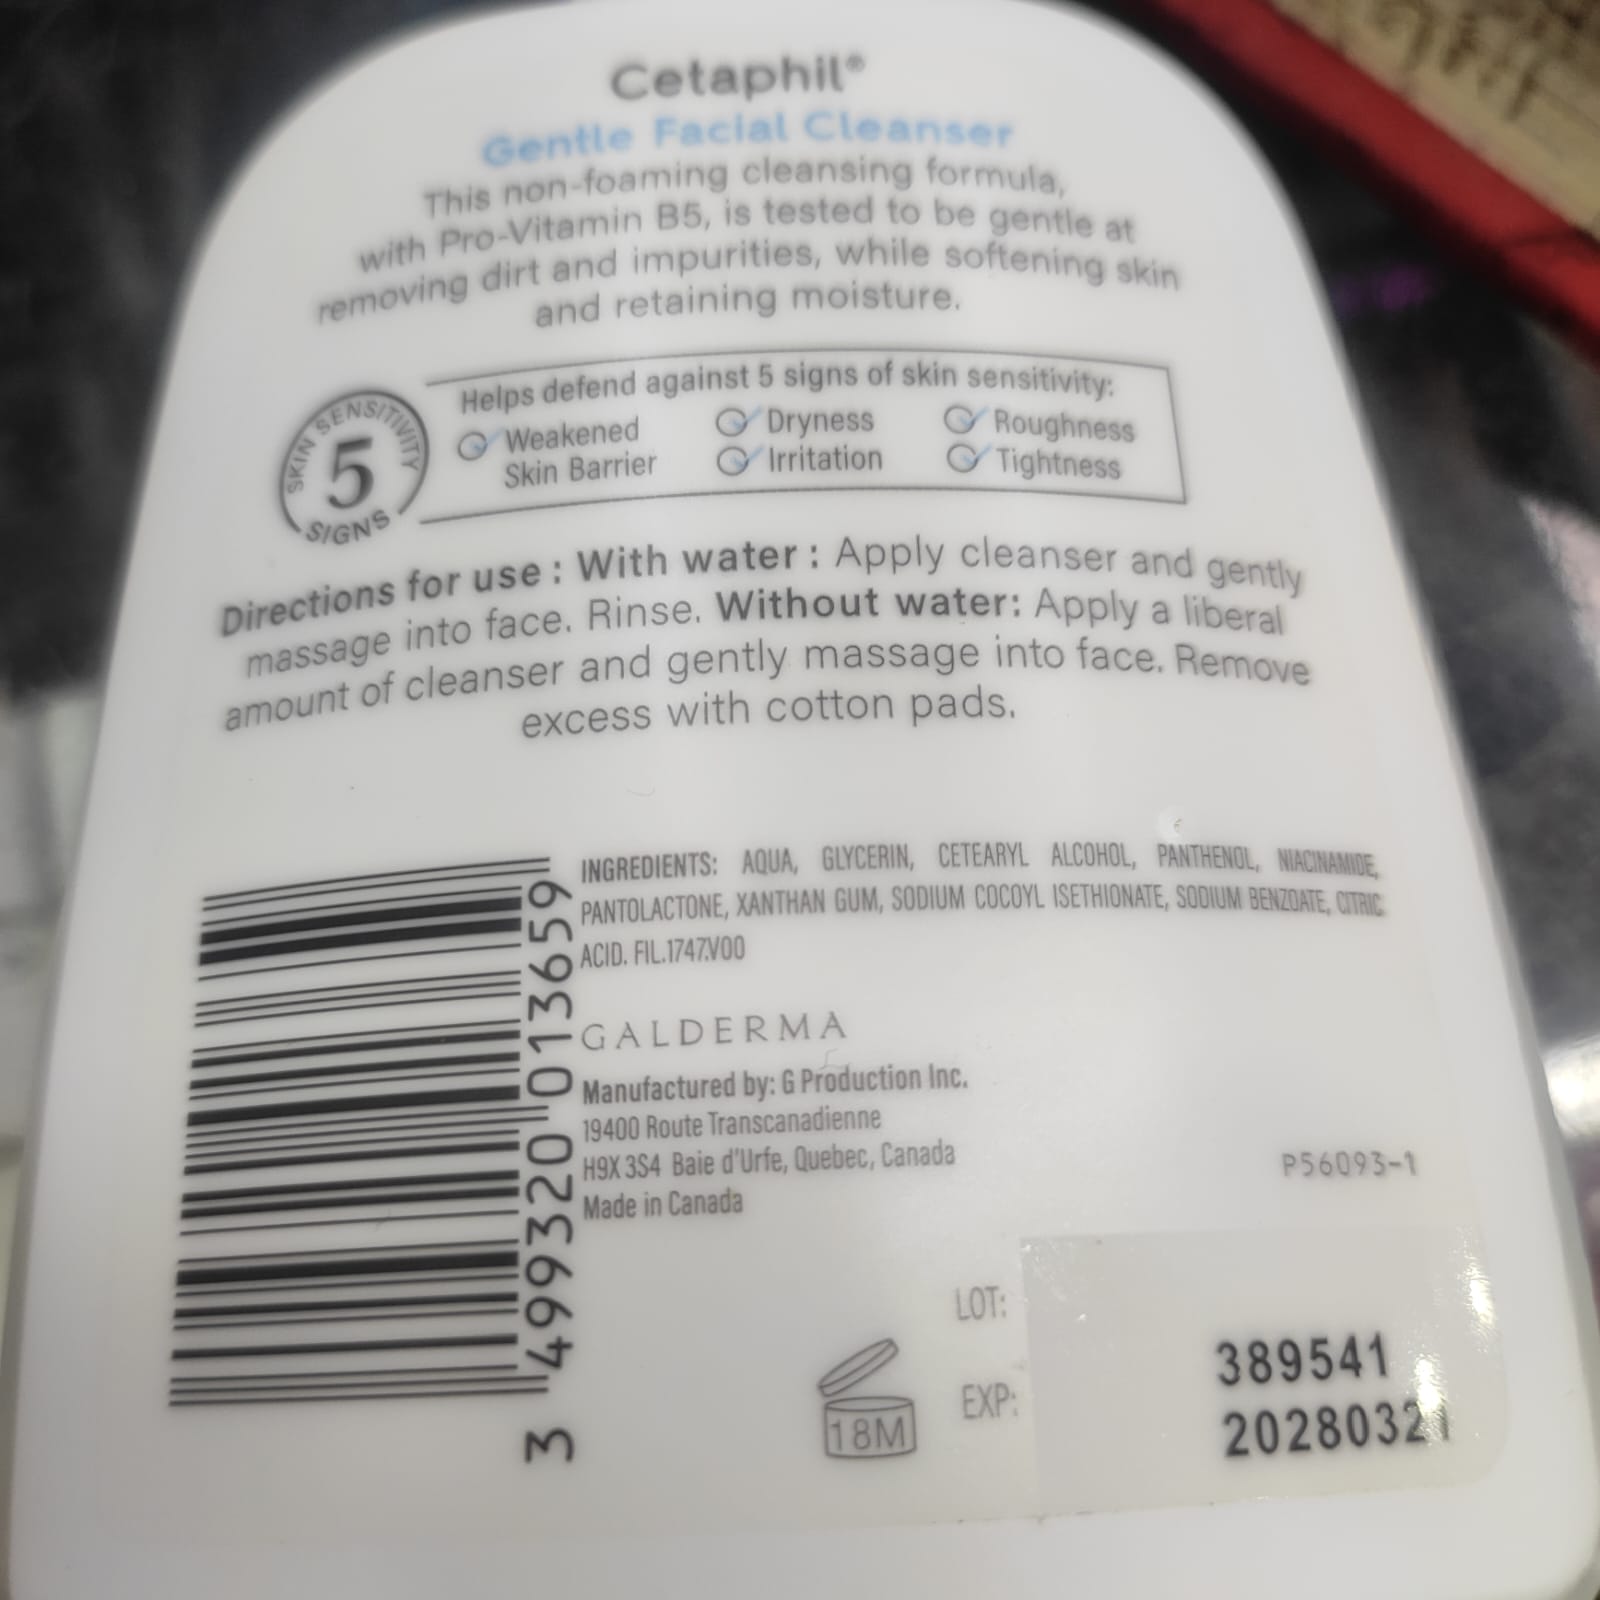 Cetaphil®
Gentle Facial Cleanser
This non-foaming cleansing formula,
with Pro-Vitamin B5, is tested to be gentle at
removing dirt and impurities, while softening skin
and retaining moisture.
SKIN SENSITIVITY
5
SIGNS
Helps defend against 5 signs of skin sensitivity:
Weakened
Skin Barrier
Dryness
Irritation
Roughness
Tightness
Directions for use : With water : Apply cleanser and gently
massage into face. Rinse. Without water: Apply a liberal
amount of cleanser and gently massage into face. Remove
excess with cotton pads.
INGREDIENTS: AQUA, GLYCERIN, CETEARYL ALCOHOL, PANTHENOL, NIACINAMIDE,
PANTOLACTONE, XANTHAN GUM, SODIUM COCOYL ISETHIONATE, SODIUM BENZOATE, CITRIC
ACID. FIL.1747.V00
GALDERMA
Manufactured by: G Production Inc.
19400 Route Transcanadienne
H9X 3S4 Baie d'Urfe, Quebec, Canada
Made in Canada
P56093-1
3 499320 013659
18M
LOT: 389541
EXP: 20280321